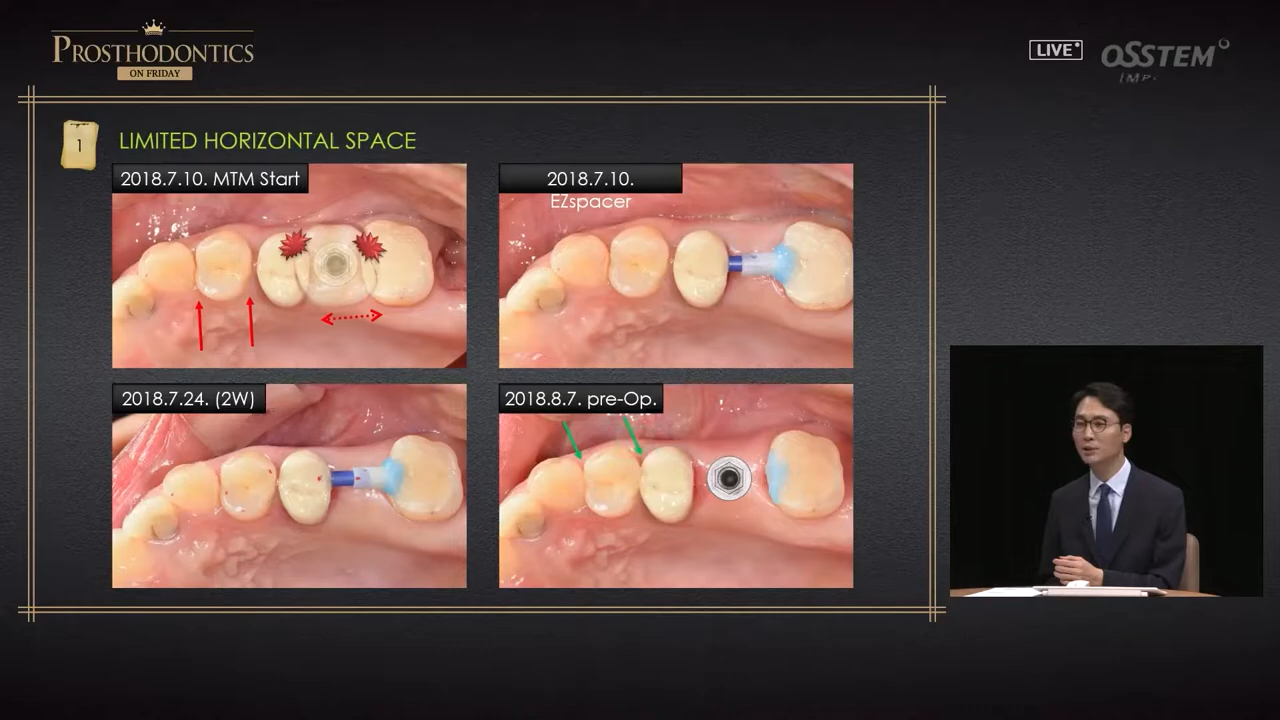 PROSTHODONTICS
ON FRIDAY
LIVE
OSSTEM
IMP
1
LIMITED HORIZONTAL SPACE
2018.7.10. MTM Start
2018.7.10.
EZspacer
2018.7.24. (2W)
2018.8.7. pre-Op.